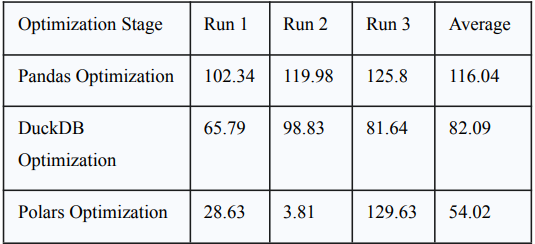 Optimization Stage Run 1 Run 2 Run 3 Average
Pandas Optimization 102.34 119.98 125.8 116.04
DuckDB 65.79 98.83 81.64 82.09
Optimization
Polars Optimization 28.63 3.81 129.63 54.02